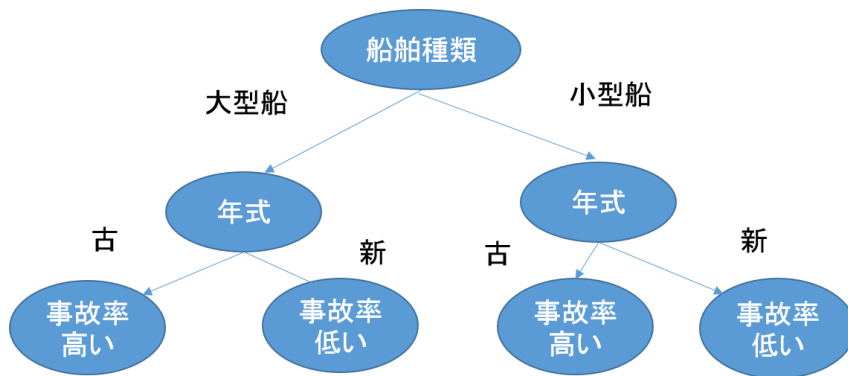 船舶種類
大型船
小型船
年式
年式
古
新
古
新
事故率
高い
事故率
低い
事故率
高い
事故率
低い